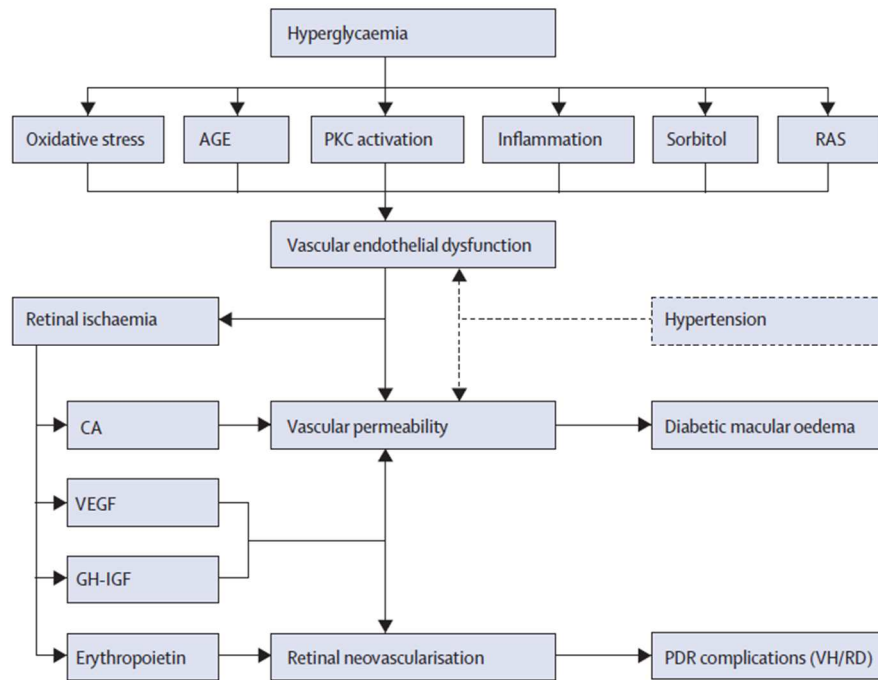 Hyperglycaemia
Oxidative stress
AGE
PKC activation
Inflammation
Sorbitol
RAS
Vascular endothelial dysfunction
Retinal ischaemia
Hypertension
CA
Vascular permeability
Diabetic macular oedema
VEGF
GH-IGF
Erythropoietin
Retinal neovascularisation
PDR complications (VH/RD)